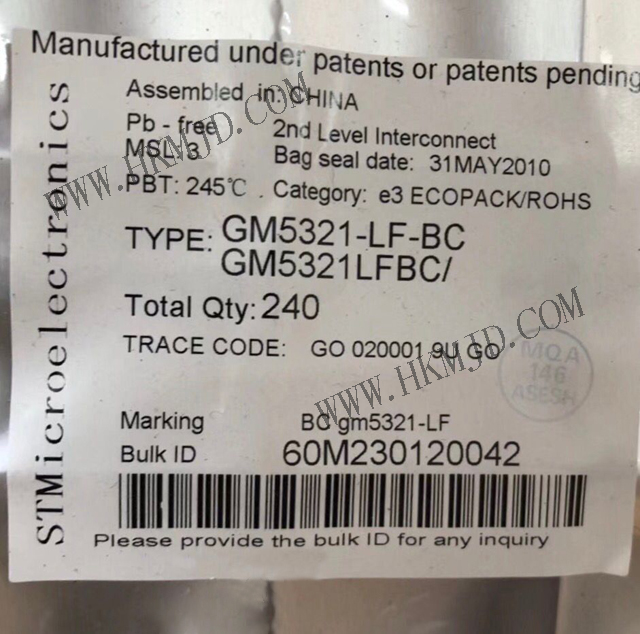 Manufactured under patents or patents pending
Assembled in: CHINA
Pb - free
2nd Level Interconnect
MSL: 3
Bag seal date: 31MAY2010
PBT: 245℃
Category: e3 ECOPACK/ROHS
TYPE: GM5321-LF-BC
GM5321LFBC/
Total Qty: 240
TRACE CODE: GO 020001 9U GO
MQA
146
ASESH
Marking BC gm5321-LF
Bulk ID 60M230120042
Please provide the bulk ID for any inquiry
STMicroelectronics
WWW.HKMJD.COM
WWW.HKMJD.COM